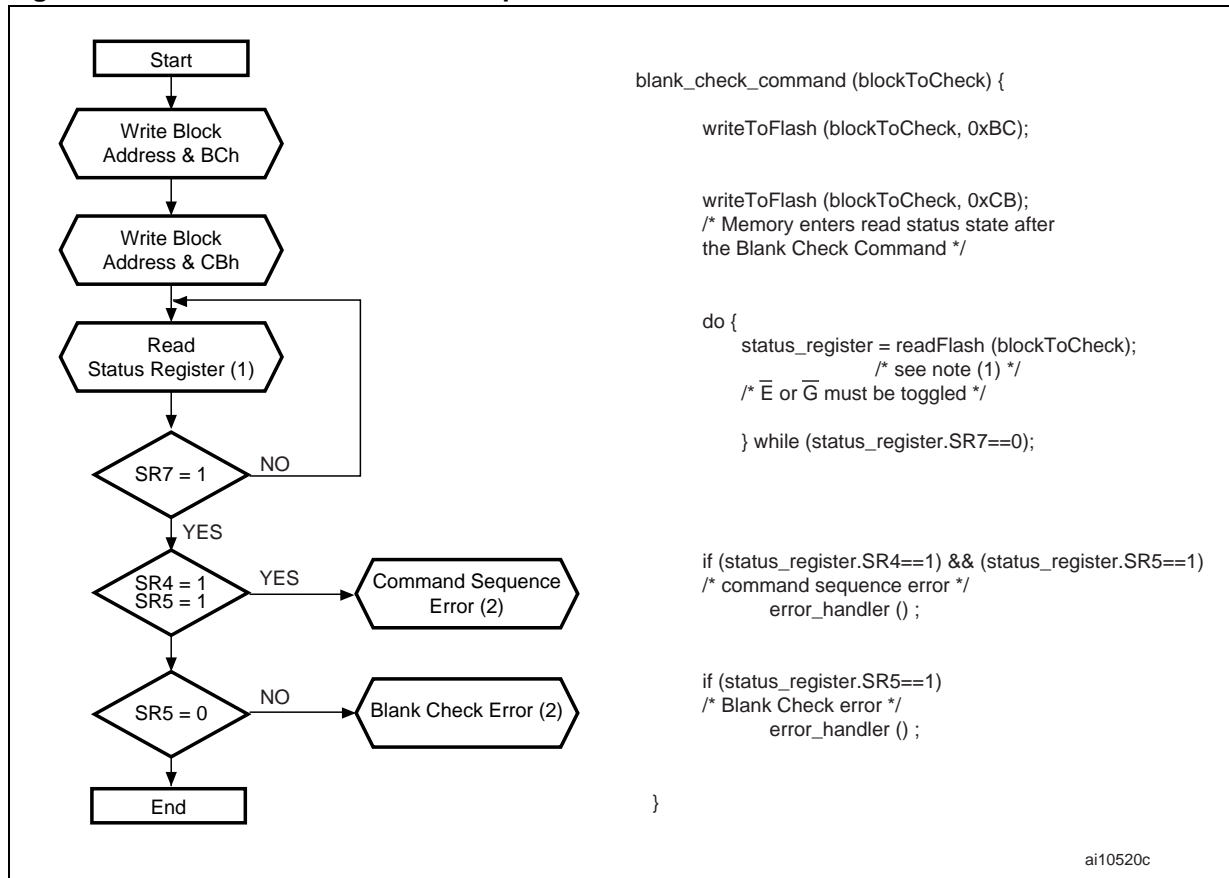 Start
Write Block
Address & BCh
Write Block
Address & CBh
Read
Status Register (1)
SR7 = 1
NO
YES
SR4 = 1
SR5 = 1
YES
Command Sequence
Error (2)
SR5 = 0
NO
Blank Check Error (2)
End
blank_check_command (blockToCheck) {
writeToFlash (blockToCheck, 0xBC);
writeToFlash (blockToCheck, 0xCB);
/* Memory enters read status state after
the Blank Check Command */
do {
status_register = readFlash (blockToCheck);
/* see note (1) */
/* E̅ or G̅ must be toggled */
} while (status_register.SR7==0);
if (status_register.SR4==1) && (status_register.SR5==1)
/* command sequence error */
error_handler () ;
if (status_register.SR5==1)
/* Blank Check error */
error_handler () ;
}
ai10520c